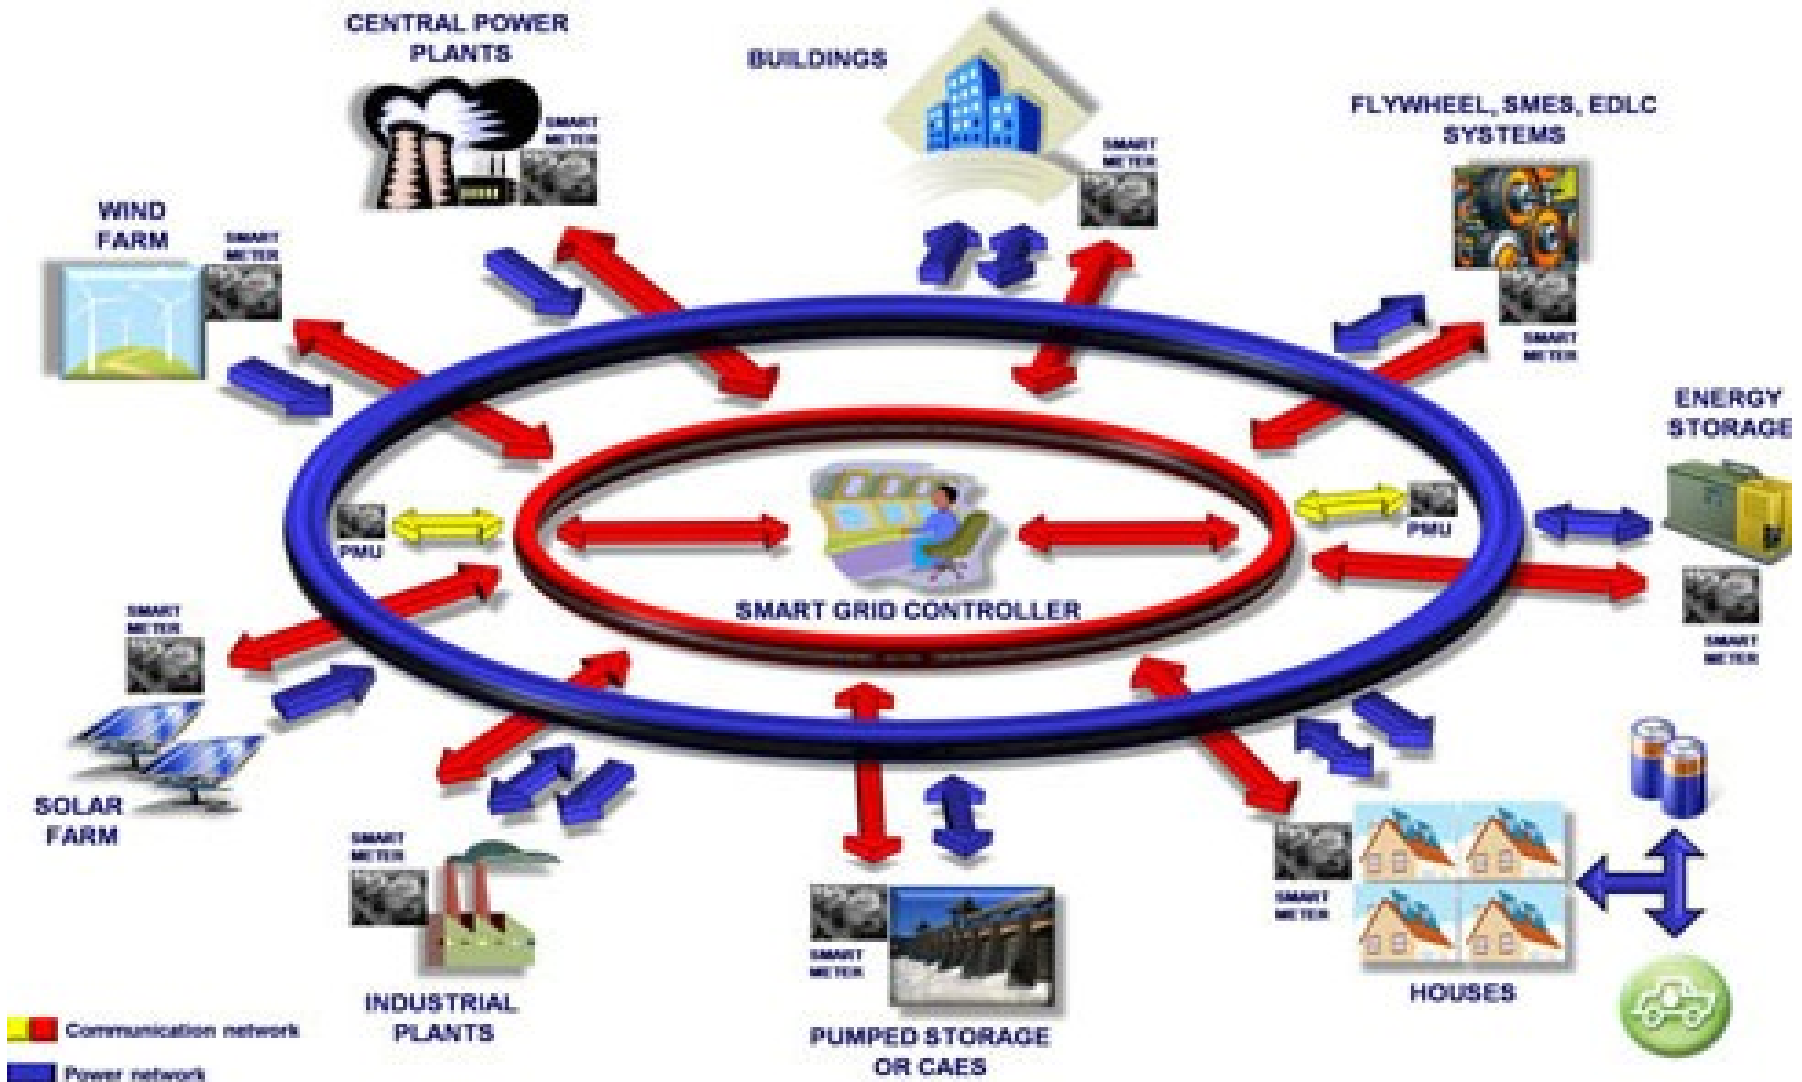 CENTRAL POWER
PLANTS
SMART
METER
BUILDINGS
SMART
METER
FLYWHEEL, SMES, EDLC
SYSTEMS
SMART
METER
WIND
FARM
SMART
METER
ENERGY
STORAGE
SMART
METER
PMU
PMU
SMART GRID CONTROLLER
SMART
METER
SOLAR
FARM
SMART
METER
INDUSTRIAL
PLANTS
SMART
METER
PUMPED STORAGE
OR CAES
SMART
METER
HOUSES
Communication network
Power network